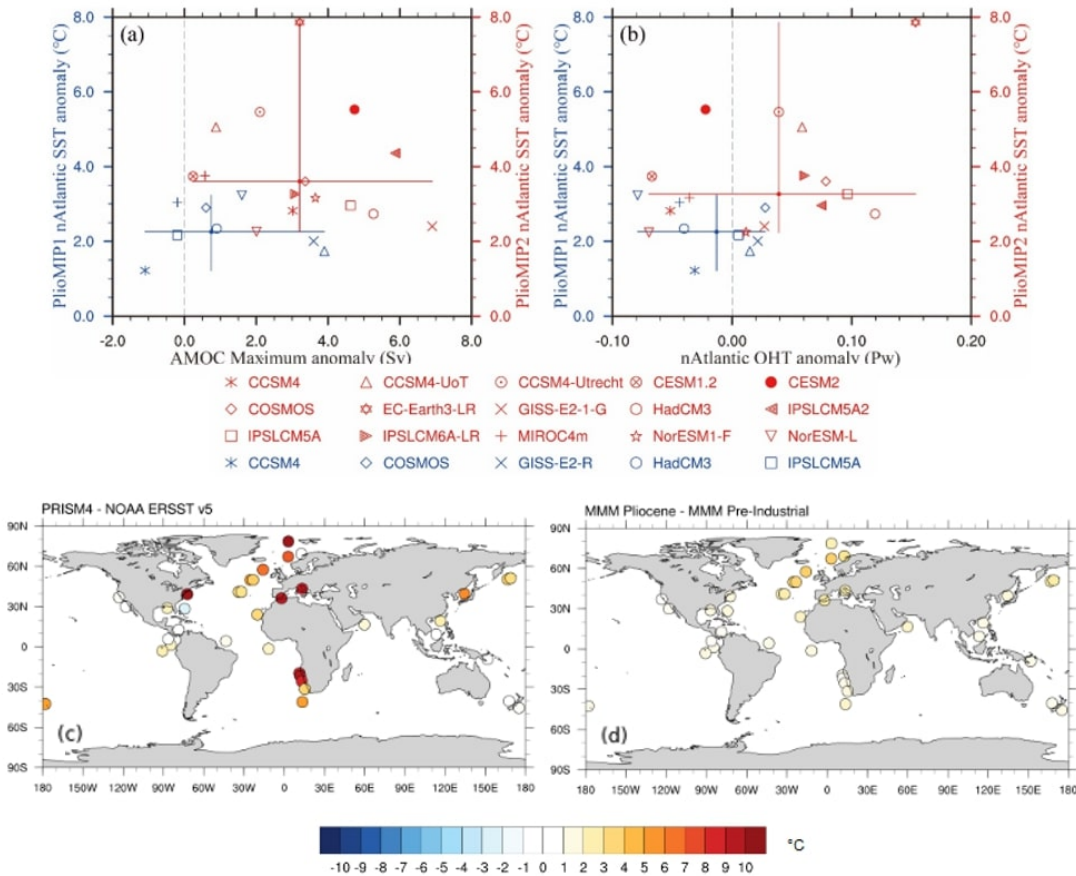 (a)
PlioMIP1 nAtlantic SST anomaly (°C)
8.0
6.0
4.0
2.0
0.0
-2.0 0.0 2.0 4.0 6.0 8.0
AMOC Maximum anomaly (Sv)
8.0
6.0
4.0
2.0
0.0
PlioMIP2 nAtlantic SST anomaly (°C)
(b)
PlioMIP1 nAtlantic SST anomaly (°C)
8.0
6.0
4.0
2.0
0.0
-0.10 0.00 0.10 0.20
nAtlantic OHT anomaly (Pw)
8.0
6.0
4.0
2.0
0.0
PlioMIP2 nAtlantic SST anomaly (°C)
CCSM4 CCSM4-UoT CCSM4-Utrecht CESM1.2 CESM2
COSMOS EC-Earth3-LR GISS-E2-1-G HadCM3 IPSLCM5A2
IPSLCM5A IPSLCM6A-LR MIROC4m NorESM1-F NorESM-L
CCSM4 COSMOS GISS-E2-R HadCM3 IPSLCM5A
PRISM4 - NOAA ERSST v5
90N
60N
30N
0
30S
60S
90S
(c)
180 150W 120W 90W 60W 30W 0 30E 60E 90E 120E 150E 180
MMM Pliocene - MMM Pre-Industrial
90N
60N
30N
0
30S
60S
90S
(d)
180 150W 120W 90W 60W 30W 0 30E 60E 90E 120E 150E 180
-10 -9 -8 -7 -6 -5 -4 -3 -2 -1 0 1 2 3 4 5 6 7 8 9 10
°C